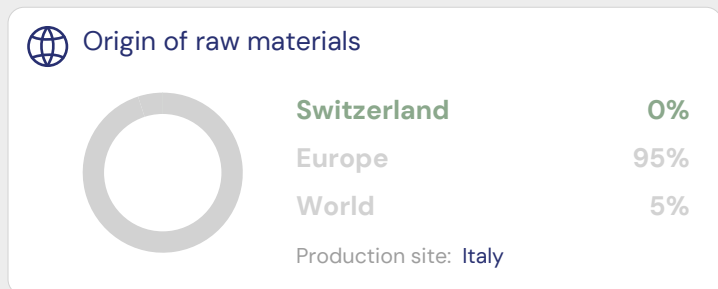 Origin of raw materials
Switzerland 0%
Europe 95%
World 5%
Production site: Italy